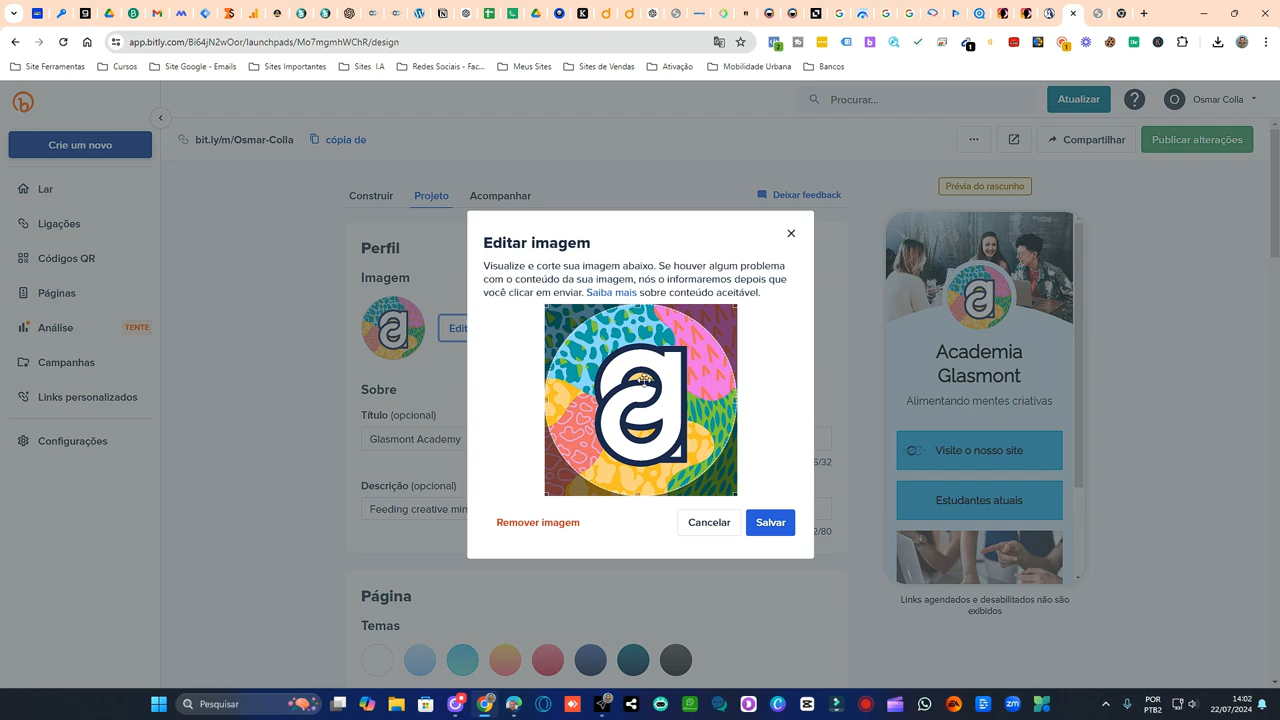 app.bitly.com/Bi64jN2wOor/launchpads/Mo7mgmhWChR/design
Site Ferramentas
Cursos
Site Google - Emails
Sites Importantes
Sites I.A
Redes Sociais - Fac...
Meus Sites
Sites de Vendas
Ativação
Mobilidade Urbana
Bancos
Procurar...
Atualizar
O
Osmar Colla
Crie um novo
bit.ly/m/Osmar-Colla
cópia de
Compartilhar
Publicar alterações
Lar
Ligações
Códigos QR
Páginas
Análise
TENTE
Campanhas
Links personalizados
Configurações
Construir
Projeto
Acompanhar
Deixar feedback
Perfil
Imagem
Edit
Sobre
Título (opcional)
Glasmont Academy
6/32
Descrição (opcional)
Feeding creative min
2/80
Página
Temas
Editar imagem
Visualize e corte sua imagem abaixo. Se houver algum problema
com o conteúdo da sua imagem, nós o informaremos depois que
você clicar em enviar. Saiba mais sobre conteúdo aceitável.
a
Remover imagem
Cancelar
Salvar
Prévia do rascunho
a
Academia
Glasmont
Alimentando mentes criativas
Visite o nosso site
Estudantes atuais
Links agendados e desabilitados não são
exibidos
Pesquisar
POR
PTB2
14:02
22/07/2024